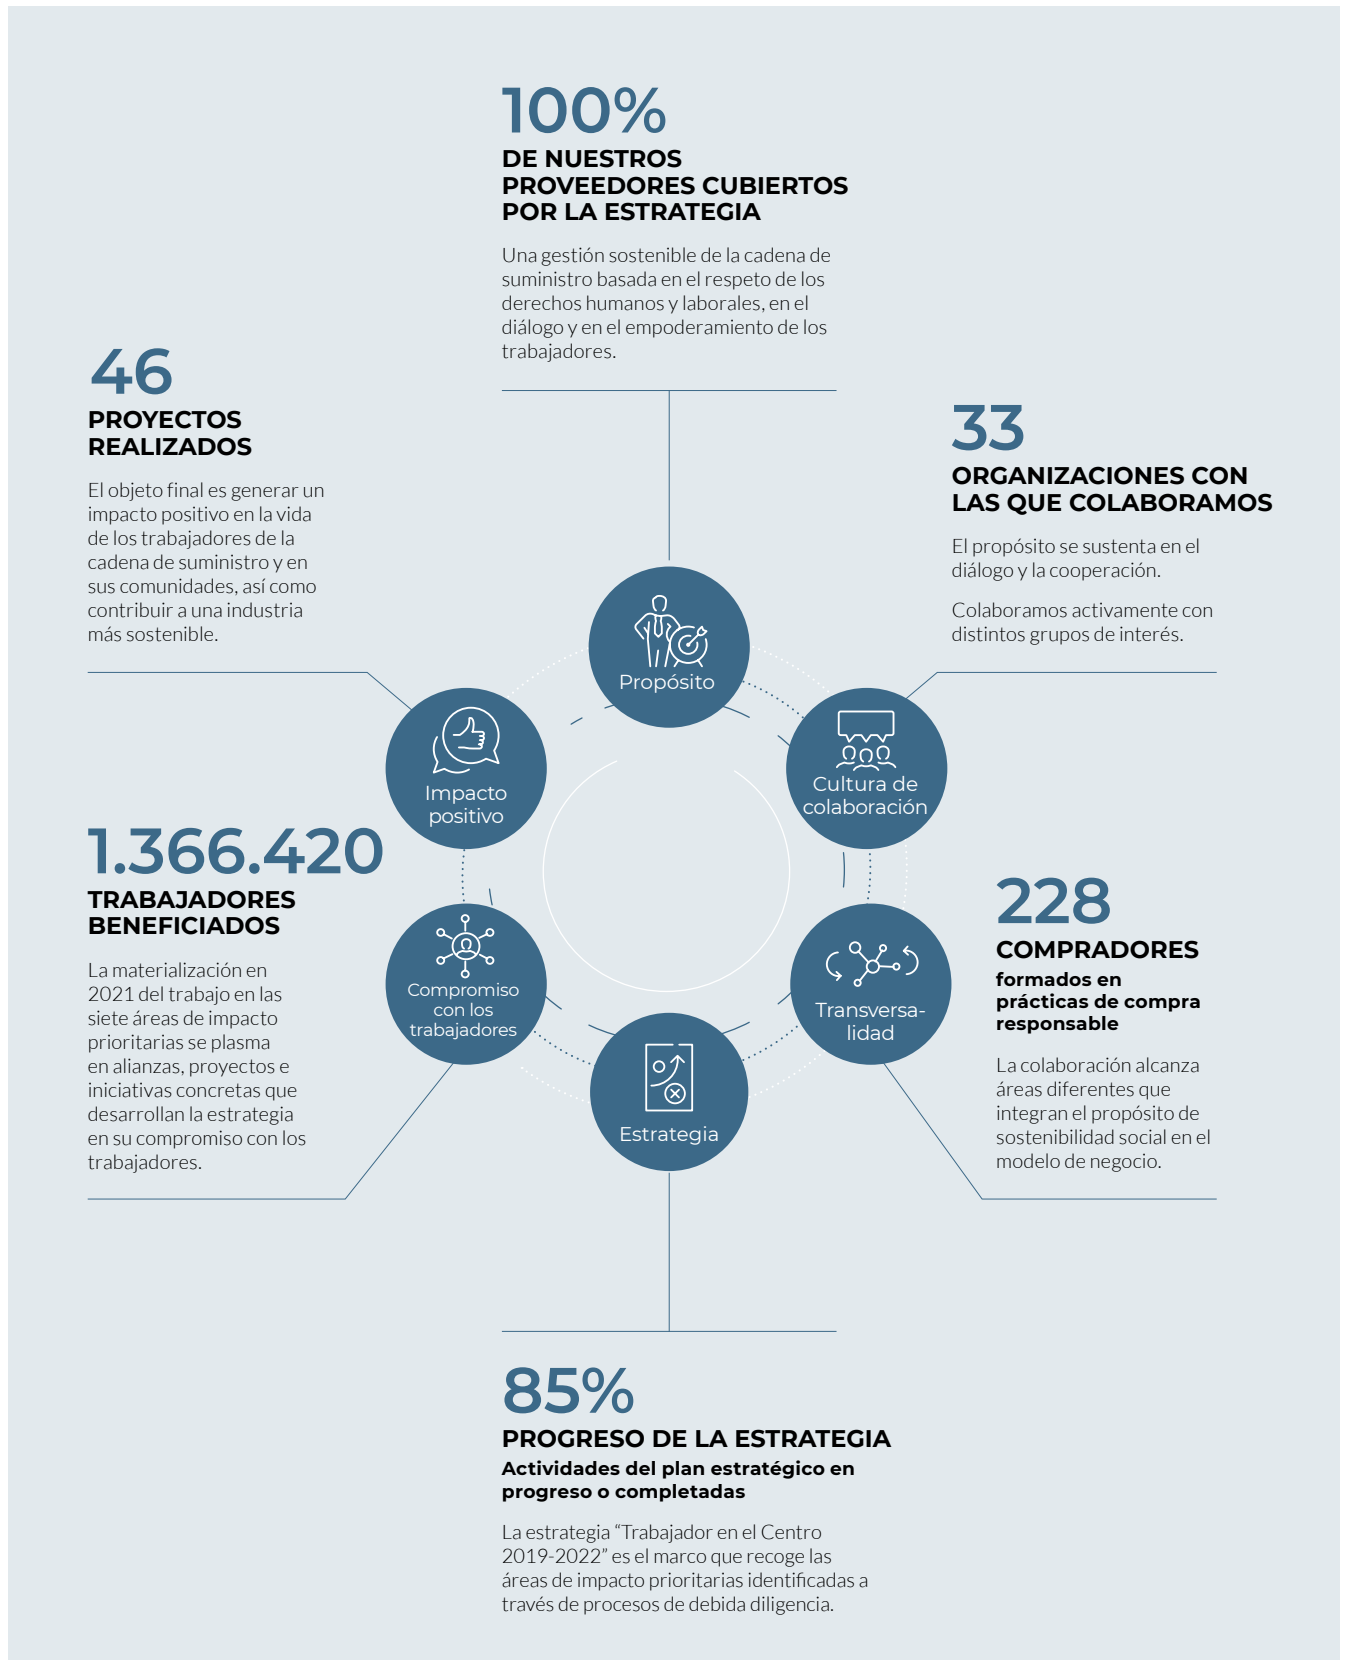 100%
DE NUESTROS
PROVEEDORES CUBIERTOS
POR LA ESTRATEGIA
Una gestión sostenible de la cadena de
suministro basada en el respeto de los
derechos humanos y laborales, en el
diálogo y en el empoderamiento de los
trabajadores.
46
PROYECTOS
REALIZADOS
El objeto final es generar un
impacto positivo en la vida
de los trabajadores de la
cadena de suministro y en
sus comunidades, así como
contribuir a una industria
más sostenible.
33
ORGANIZACIONES CON
LAS QUE COLABORAMOS
El propósito se sustenta en el
diálogo y la cooperación.
Colaboramos activamente con
distintos grupos de interés.
Propósito
Impacto
positivo
Cultura de
colaboración
1.366.420
TRABAJADORES
BENEFICIADOS
La materialización en
2021 del trabajo en las
siete áreas de impacto
prioritarias se plasma
en alianzas, proyectos e
iniciativas concretas que
desarrollan la estrategia
en su compromiso con los
trabajadores.
Compromiso
con los
trabajadores
Transversa-
lidad
228
COMPRADORES
formados en
prácticas de compra
responsable
La colaboración alcanza
áreas diferentes que
integran el propósito de
sostenibilidad social en el
modelo de negocio.
Estrategia
85%
PROGRESO DE LA ESTRATEGIA
Actividades del plan estratégico en
progreso o completadas
La estrategia “Trabajador en el Centro
2019-2022” es el marco que recoge las
áreas de impacto prioritarias identificadas a
través de procesos de debida diligencia.